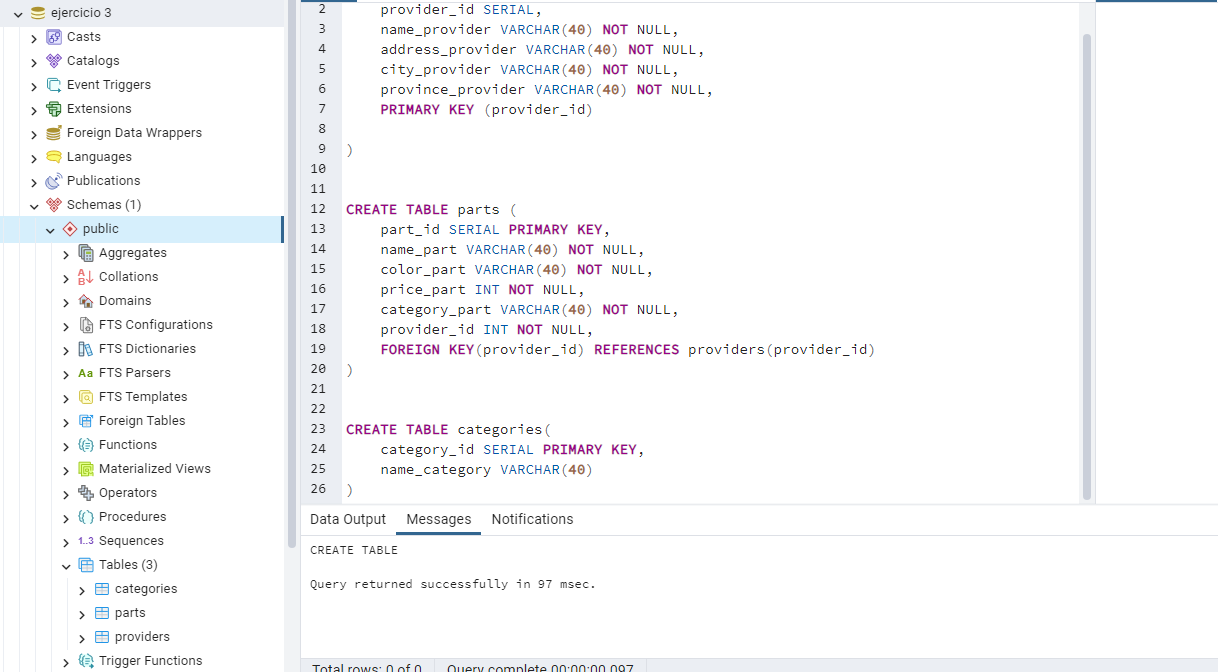 ejercicio 3
Casts
Catalogs
Event Triggers
Extensions
Foreign Data Wrappers
Languages
Publications
Schemas (1)
public
Aggregates
Collations
Domains
FTS Configurations
FTS Dictionaries
Aa FTS Parsers
FTS Templates
Foreign Tables
Functions
Materialized Views
Operators
Procedures
1..3 Sequences
Tables (3)
categories
parts
providers
Trigger Functions
2 provider_id SERIAL,
3 name_provider VARCHAR(40) NOT NULL,
4 address_provider VARCHAR(40) NOT NULL,
5 city_provider VARCHAR(40) NOT NULL,
6 province_provider VARCHAR(40) NOT NULL,
7 PRIMARY KEY (provider_id)
8
9 )
10
11
12 CREATE TABLE parts (
13 part_id SERIAL PRIMARY KEY,
14 name_part VARCHAR(40) NOT NULL,
15 color_part VARCHAR(40) NOT NULL,
16 price_part INT NOT NULL,
17 category_part VARCHAR(40) NOT NULL,
18 provider_id INT NOT NULL,
19 FOREIGN KEY(provider_id) REFERENCES providers(provider_id)
20 )
21
22
23 CREATE TABLE categories(
24 category_id SERIAL PRIMARY KEY,
25 name_category VARCHAR(40)
26 )
Data Output Messages Notifications
CREATE TABLE
Query returned successfully in 97 msec.
Total rows: 0 of 0 Query complete 00:00:00.097